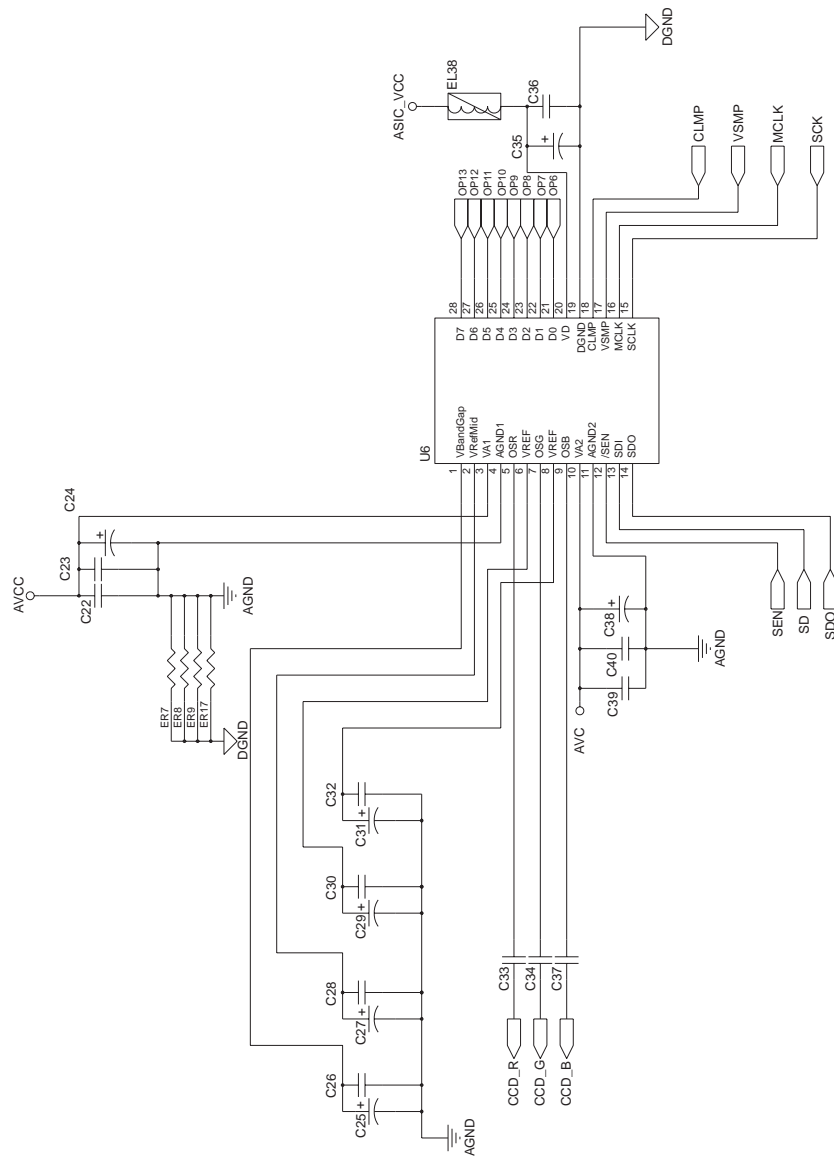 ASIC_VCC
EL38
C36
C35
DGND
CLMP
VSMP
MCLK
SCK
OP13
OP12
OP11
OP10
OP9
OP8
OP7
OP6
28
27
26
25
24
23
22
21
20
19
18
17
16
15
D7
D6
D5
D4
D3
D2
D1
D0
VD
DGND
CLMP
VSMP
MCLK
SCLK
U6
VBandGap
VRefMid
VA1
AGND1
OSR
VREF
OSG
VREF
OSB
VA2
AGND2
/SEN
SDI
SDO
1
2
3
4
5
6
7
8
9
10
11
12
13
14
AVCC
C24
C23
C22
AGND
ER7
ER8
ER9
ER17
DGND
C38
C40
C39
AVC
AGND
SEN
SD
SDO
C32
C31
C30
C29
C28
C27
C26
C25
AGND
C33
C34
C37
CCD_R
CCD_G
CCD_B